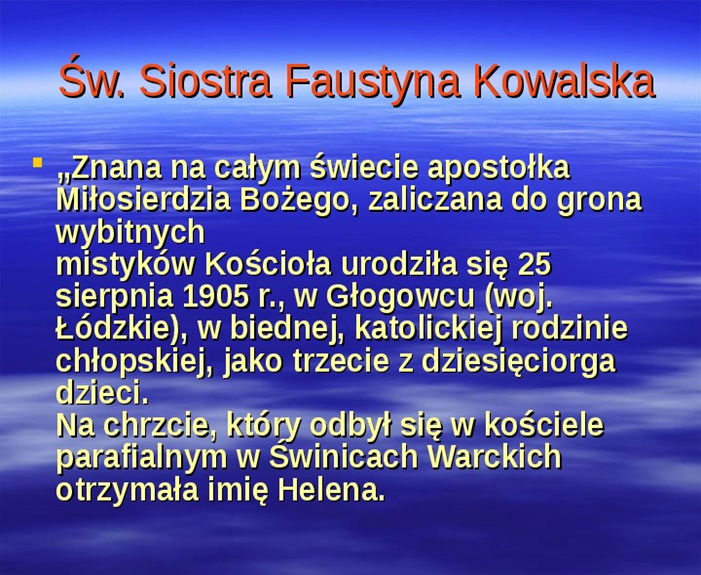 Św. Siostra Faustyna Kowalska
„Znana na całym świecie apostołka
Miłosierdzia Bożego, zaliczana do grona
wybitnych
mistyków Kościoła urodziła się 25
sierpnia 1905 r., w Głogowcu (woj.
Łódzkie), w biednej, katolickiej rodzinie
chłopskiej, jako trzecie z dziesięciorga
dzieci.
Na chrzcie, który odbył się w kościele
parafialnym w Świnicach Warckich
otrzymała imię Helena.